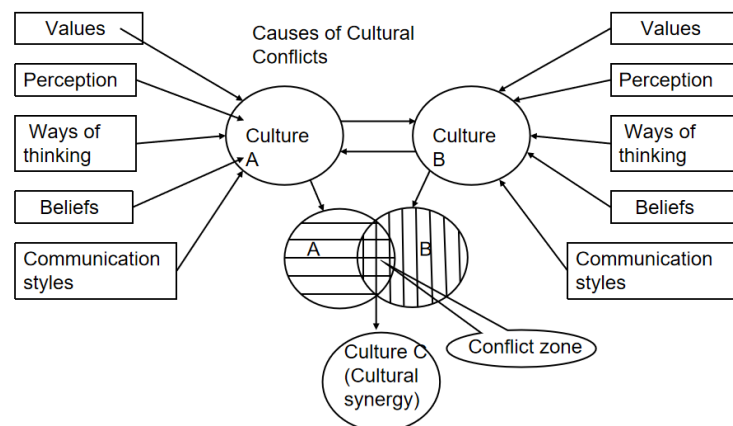 Causes of Cultural
Conflicts
Values
Perception
Ways of
thinking
Beliefs
Communication
styles
Culture
A
Culture
B
Values
Perception
Ways of
thinking
Beliefs
Communication
styles
A
B
Conflict zone
Culture C
(Cultural
synergy)